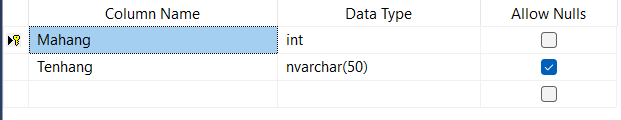 Column Name Data Type Allow Nulls
Mahang int
Tenhang nvarchar(50)